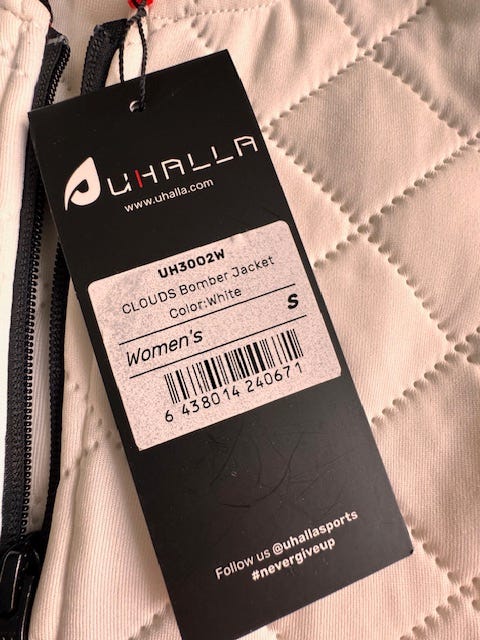 UHALLA
www.uhalla.com
UH3002W
CLOUDS Bomber Jacket
Color:White
Women's S
6 438014 240671
Follow us @uhallasports
#nevergiveup